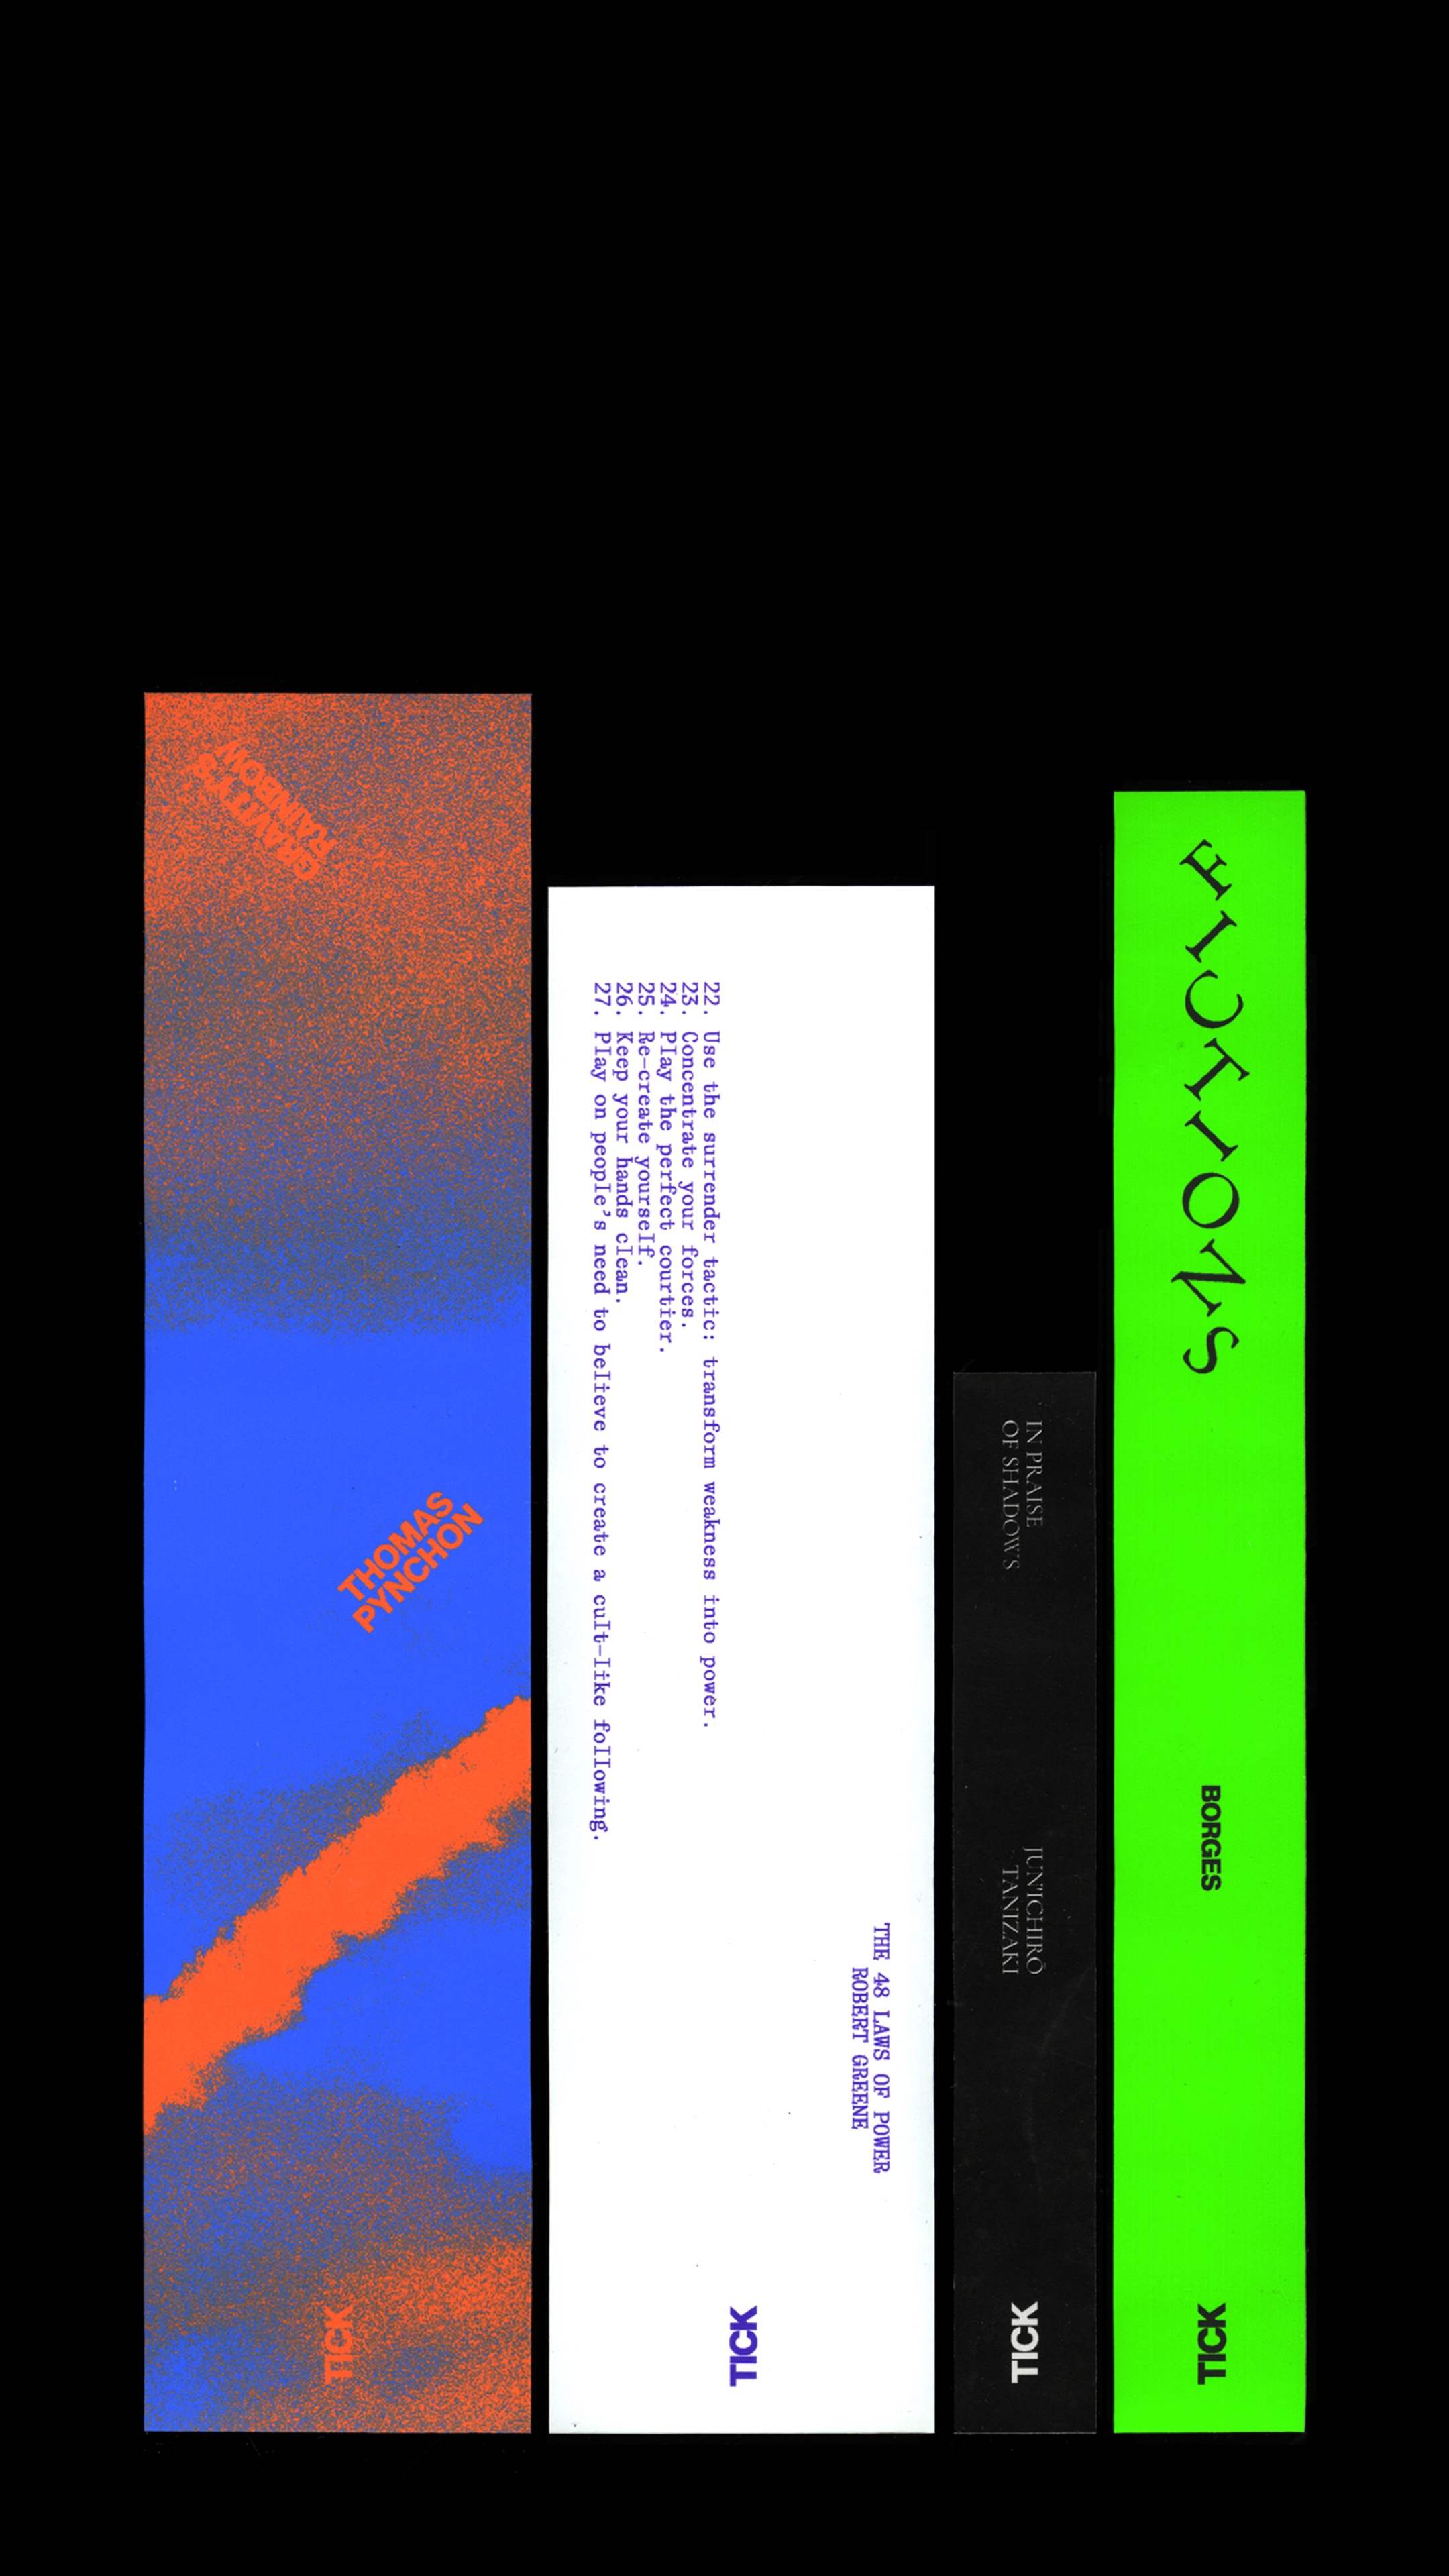 GRAVITY'S
RAINBOW
THOMAS
PYNCHON
TICK
22. Use the surrender tactic: transform weakness into power.
23. Concentrate your forces.
24. Play the perfect courtier.
25. Re-create yourself.
26. Keep your hands clean.
27. Play on people's need to believe to create a cult-like following.
THE 48 LAWS OF POWER
ROBERT GREENE
TICK
IN PRAISE
OF SHADOWS
JUN'ICHIRŌ
TANIZAKI
TICK
FICTIONS
BORGES
TICK